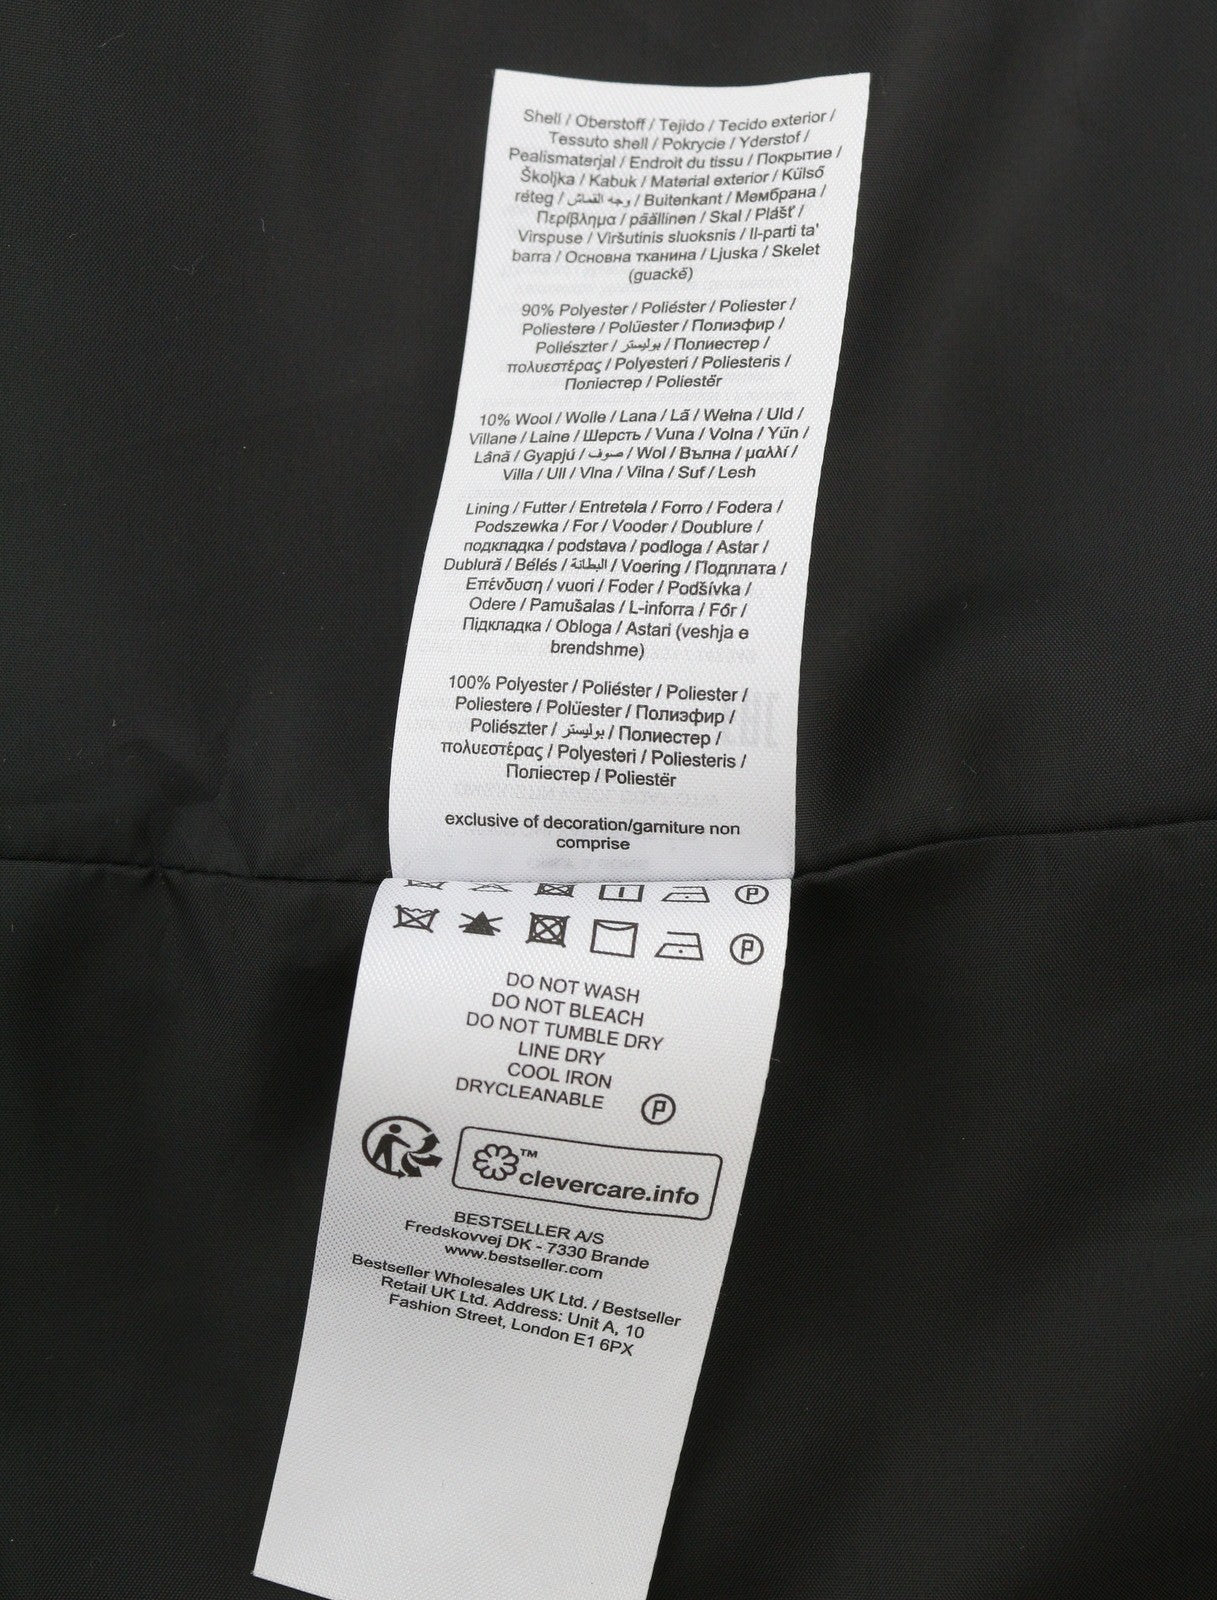 Shell / Oberstoff / Tejido / Tecido exterior /
Tessuto shell / Pokrycie / Yderstof /
Pealismaterjal / Endroit du tissu / Покрытие /
Školjka / Kabuk / Material exterior / Külső
réteg / وجه القماش / Buitenkant / Мембрана /
Περίβλημα / päällinen / Skal / Plášť /
Virspuse / Viršutinis sluoksnis / Il-parti ta'
barra / Основна тканина / Ljuska / Skelet
(guackë)
90% Polyester / Poliéster / Poliester /
Poliestere / Polüester / Полиэфир /
Poliészter / بوليستر / Полиестер /
πολυεστέρας / Polyesteri / Poliesteris /
Поліестер / Poliestër
10% Wool / Wolle / Lana / Lã / Wełna / Uld /
Villane / Laine / Шерсть / Vuna / Volna / Yün /
Lână / Gyapjú / صوف / Wol / Вълна / μαλλί /
Villa / Ull / Vlna / Vilna / Suf / Lesh
Lining / Futter / Entretela / Forro / Fodera /
Podszewka / For / Vooder / Doublure /
подкладка / podstava / podloga / Astar /
Dublură / Bélés / البطانة / Voering / Подплата /
Επένδυση / vuori / Foder / Podšívka /
Odere / Pamušalas / L-inforra / Fôr /
Підкладка / Obloga / Astari (veshja e
brendshme)
100% Polyester / Poliéster / Poliester /
Poliestere / Polüester / Полиэфир /
Poliészter / بوليستر / Полиестер /
πολυεστέρας / Polyesteri / Poliesteris /
Поліестер / Poliestër
exclusive of decoration/garniture non
comprise
P
P
DO NOT WASH
DO NOT BLEACH
DO NOT TUMBLE DRY
LINE DRY
COOL IRON
DRYCLEANABLE P
™
clevercare.info
BESTSELLER A/S
Fredskovvej DK - 7330 Brande
www.bestseller.com
Bestseller Wholesales UK Ltd. / Bestseller
Retail UK Ltd. Address: Unit A, 10
Fashion Street, London E1 6PX